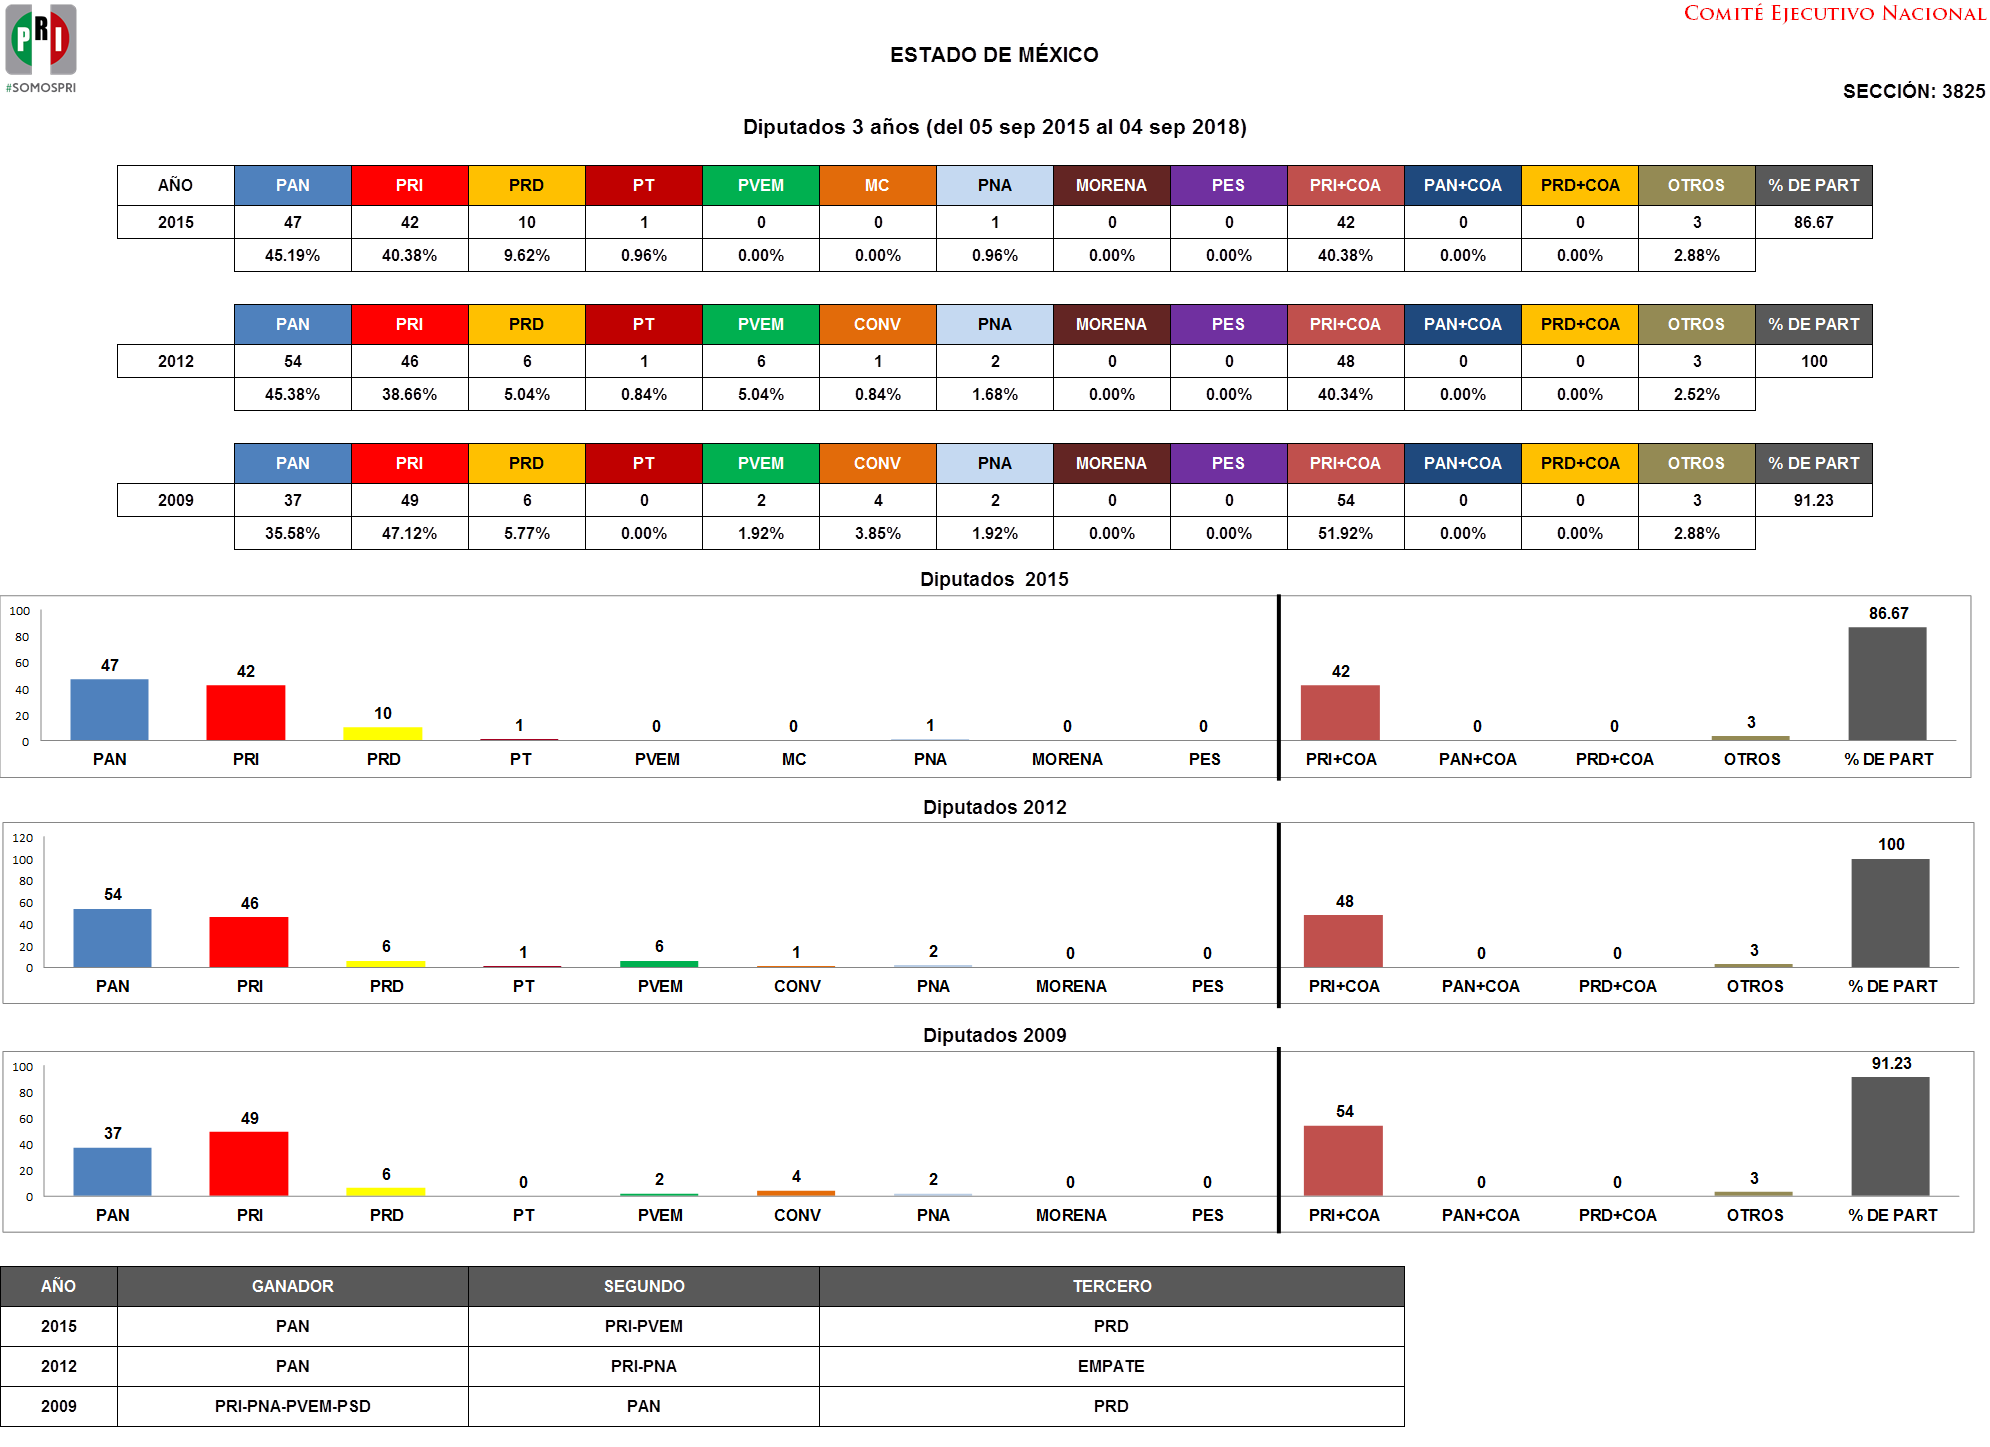 PRI
#SOMOSPRI
COMITÉ EJECUTIVO NACIONAL
ESTADO DE MÉXICO
SECCIÓN: 3825
Diputados 3 años (del 05 sep 2015 al 04 sep 2018)
AÑO PAN PRI PRD PT PVEM MC PNA MORENA PES PRI+COA PAN+COA PRD+COA OTROS % DE PART
2015 47 42 10 1 0 0 1 0 0 42 0 0 3 86.67
45.19% 40.38% 9.62% 0.96% 0.00% 0.00% 0.96% 0.00% 0.00% 40.38% 0.00% 0.00% 2.88%
PAN PRI PRD PT PVEM CONV PNA MORENA PES PRI+COA PAN+COA PRD+COA OTROS % DE PART
2012 54 46 6 1 6 1 2 0 0 48 0 0 3 100
45.38% 38.66% 5.04% 0.84% 5.04% 0.84% 1.68% 0.00% 0.00% 40.34% 0.00% 0.00% 2.52%
PAN PRI PRD PT PVEM CONV PNA MORENA PES PRI+COA PAN+COA PRD+COA OTROS % DE PART
2009 37 49 6 0 2 4 2 0 0 54 0 0 3 91.23
35.58% 47.12% 5.77% 0.00% 1.92% 3.85% 1.92% 0.00% 0.00% 51.92% 0.00% 0.00% 2.88%
Diputados 2015
100
80
60
40
20
0
47 42 10 1 0 0 1 0 0 42 0 0 3 86.67
PAN PRI PRD PT PVEM MC PNA MORENA PES PRI+COA PAN+COA PRD+COA OTROS % DE PART
Diputados 2012
120
100
80
60
40
20
0
54 46 6 1 6 1 2 0 0 48 0 0 3 100
PAN PRI PRD PT PVEM CONV PNA MORENA PES PRI+COA PAN+COA PRD+COA OTROS % DE PART
Diputados 2009
100
80
60
40
20
0
37 49 6 0 2 4 2 0 0 54 0 0 3 91.23
PAN PRI PRD PT PVEM CONV PNA MORENA PES PRI+COA PAN+COA PRD+COA OTROS % DE PART
AÑO GANADOR SEGUNDO TERCERO
2015 PAN PRI-PVEM PRD
2012 PAN PRI-PNA EMPATE
2009 PRI-PNA-PVEM-PSD PAN PRD